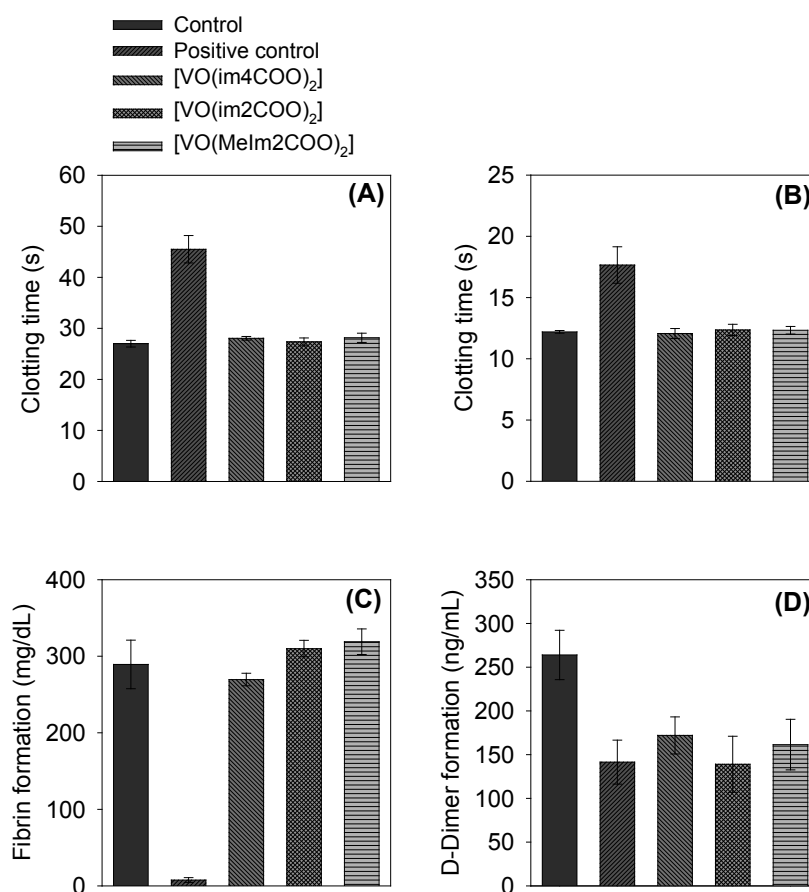 Control
Positive control
[VO(im4COO)₂]
[VO(im2COO)₂]
[VO(MeIm2COO)₂]
(A)
Clotting time (s)
60
50
40
30
20
10
0
(B)
Clotting time (s)
25
20
15
10
5
0
(C)
Fibrin formation (mg/dL)
400
300
200
100
0
(D)
D-Dimer formation (ng/mL)
350
300
250
200
150
100
50
0